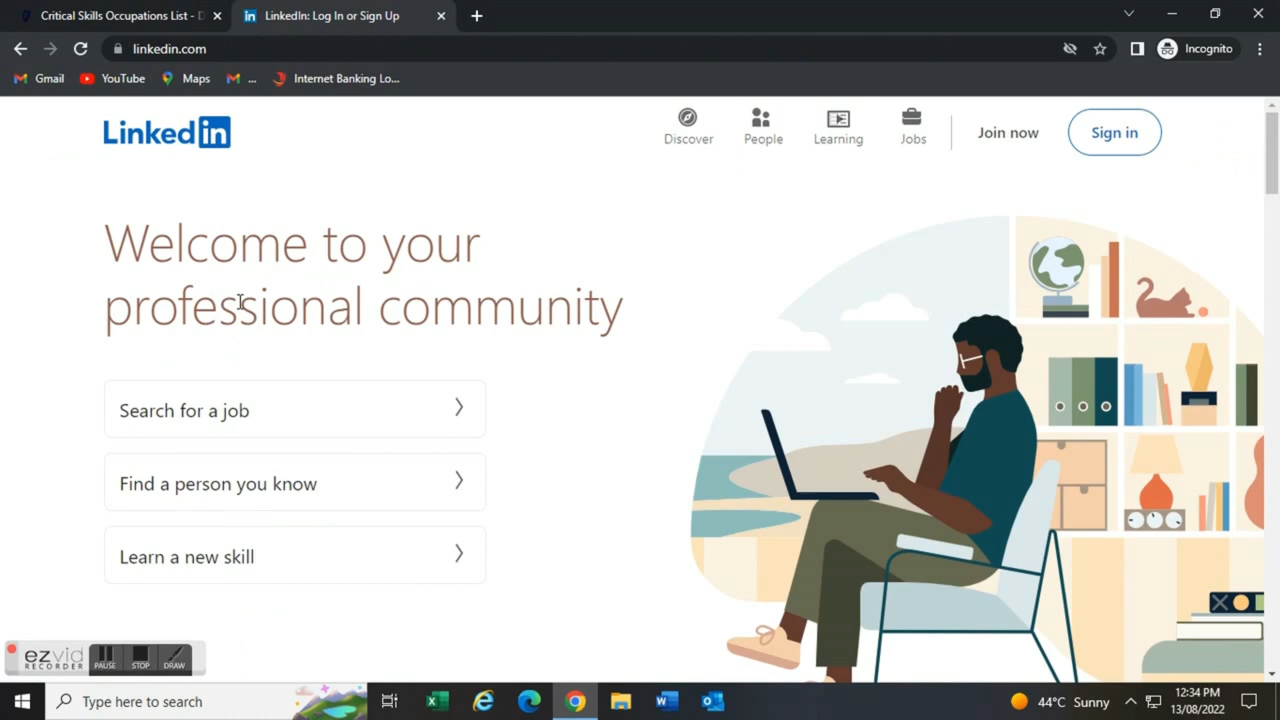 Critical Skills Occupations List - D
LinkedIn: Log In or Sign Up
linkedin.com
Incognito
Gmail
YouTube
Maps
...
Internet Banking Lo...
Linkedin
Discover
People
Learning
Jobs
Join now
Sign in
Welcome to your
professional community
Search for a job
Find a person you know
Learn a new skill
ezvid
RECORDER
PAUSE
STOP
DRAW
Type here to search
44°C Sunny
12:34 PM
13/08/2022